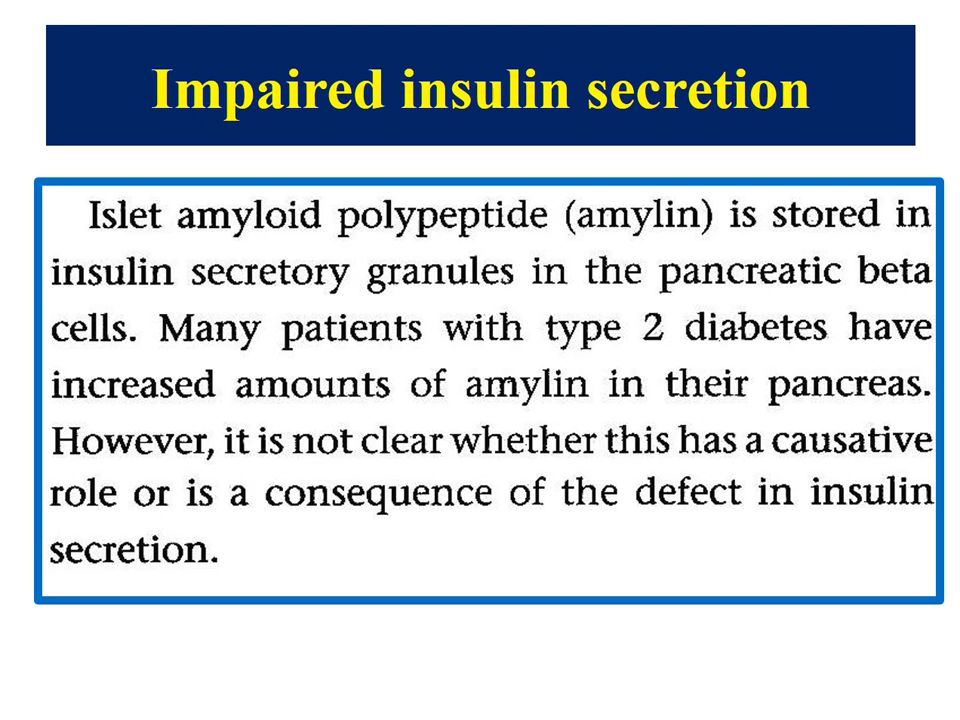 Impaired insulin secretion
Islet amyloid polypeptide (amylin) is stored in
insulin secretory granules in the pancreatic beta
cells. Many patients with type 2 diabetes have
increased amounts of amylin in their pancreas.
However, it is not clear whether this has a causative
role or is a consequence of the defect in insulin
secretion.